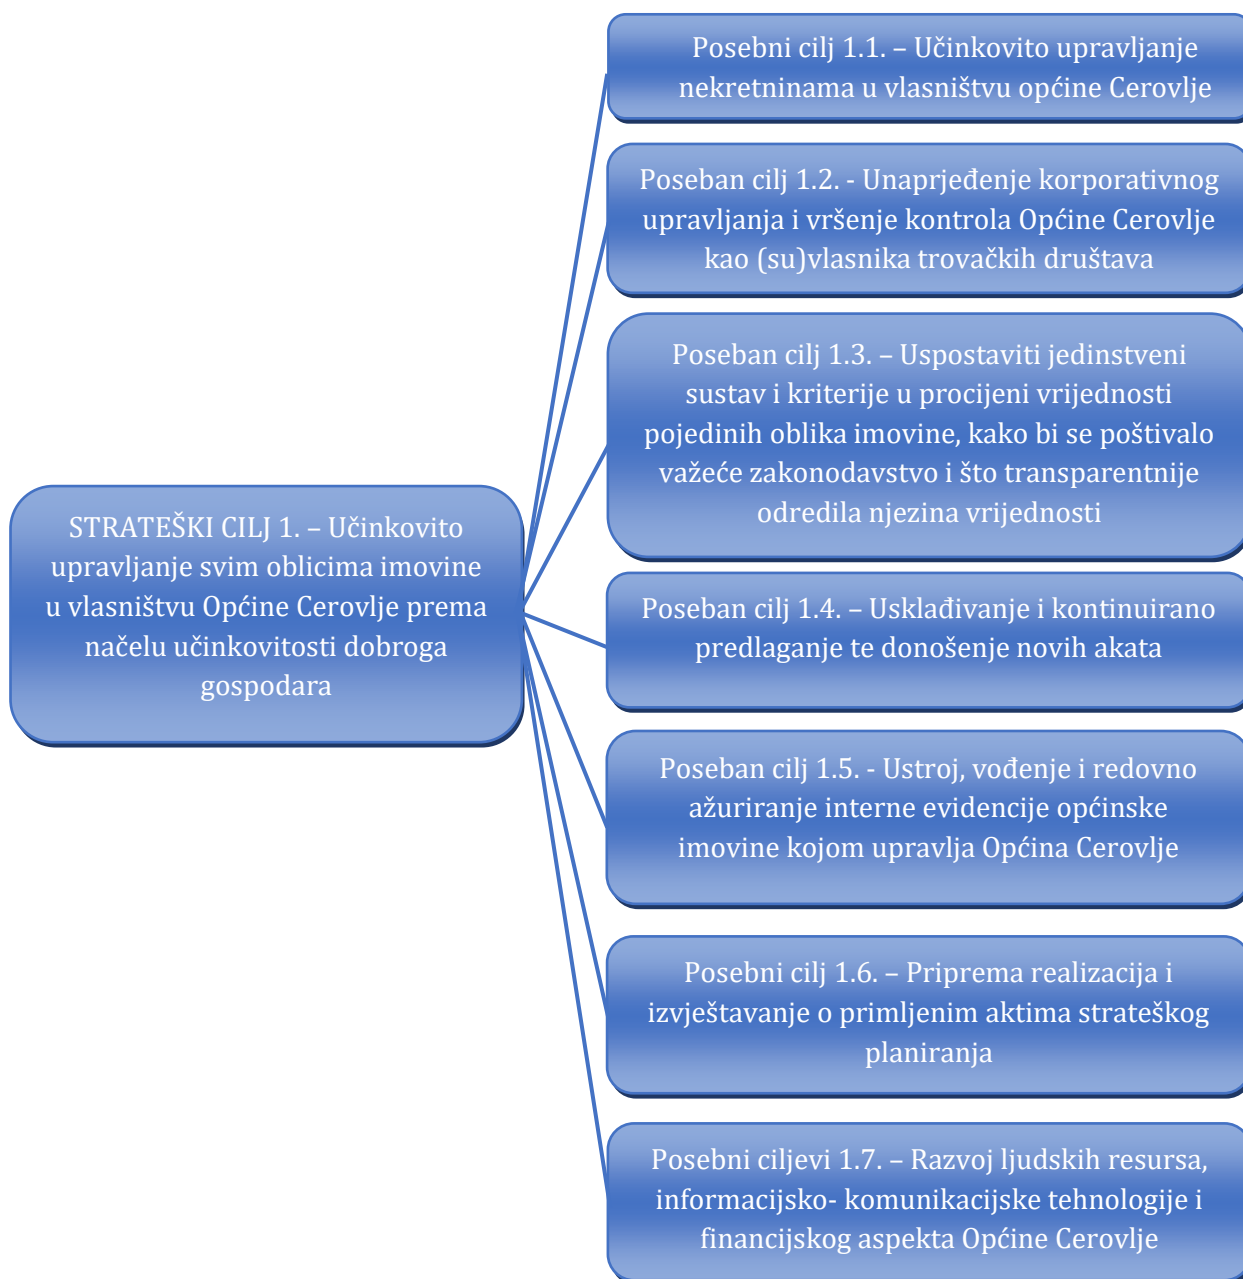 Posebni cilj 1.1. – Učinkovito upravljanje
nekretninama u vlasništvu općine Cerovlje
Poseban cilj 1.2. - Unaprjeđenje korporativnog
upravljanja i vršenje kontrola Općine Cerovlje
kao (su)vlasnika trovačkih društava
Poseban cilj 1.3. – Uspostaviti jedinstveni
sustav i kriterije u procijeni vrijednosti
pojedinih oblika imovine, kako bi se poštivalo
važeće zakonodavstvo i što transparentnije
odredila njezina vrijednosti
STRATEŠKI CILJ 1. – Učinkovito
upravljanje svim oblicima imovine
u vlasništvu Općine Cerovlje prema
načelu učinkovitosti dobroga
gospodara
Poseban cilj 1.4. – Usklađivanje i kontinuirano
predlaganje te donošenje novih akata
Poseban cilj 1.5. - Ustroj, vođenje i redovno
ažuriranje interne evidencije općinske
imovine kojom upravlja Općina Cerovlje
Posebni cilj 1.6. – Priprema realizacija i
izvještavanje o primljenim aktima strateškog
planiranja
Posebni ciljevi 1.7. – Razvoj ljudskih resursa,
informacijsko- komunikacijske tehnologije i
financijskog aspekta Općine Cerovlje